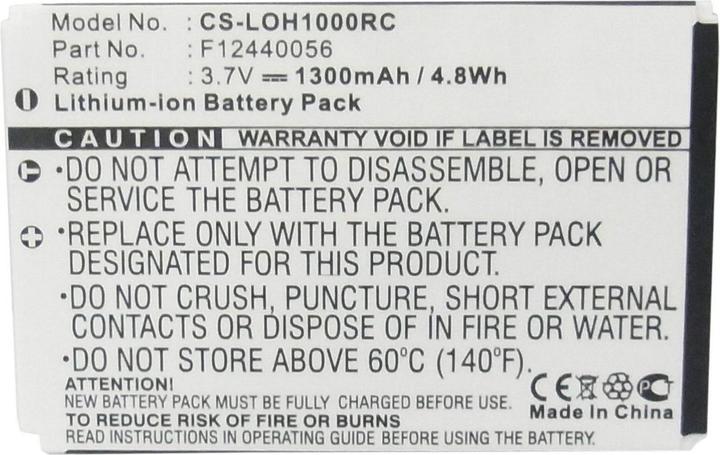 Model No. : CS-LOH1000RC
Part No. : F12440056
Rating : 3.7V 1300mAh / 4.8Wh
Lithium-ion Battery Pack
CAUTION WARRANTY VOID IF LABEL IS REMOVED
•DO NOT ATTEMPT TO DISASSEMBLE, OPEN OR
SERVICE THE BATTERY PACK.
•REPLACE ONLY WITH THE BATTERY PACK
DESIGNATED FOR THIS PRODUCT.
•DO NOT CRUSH, PUNCTURE, SHORT EXTERNAL
CONTACTS OR DISPOSE OF IN FIRE OR WATER.
•DO NOT STORE ABOVE 60°C (140°F).
ATTENTION!
NEW BATTERY PACK MUST BE FULLY CHARGED BEFORE USE.
TO REDUCE RISK OF FIRE OR BURNS
READ INSTRUCTIONS IN OPERATING GUIDE BEFORE USING THE BATTERY.
CE
Made In China